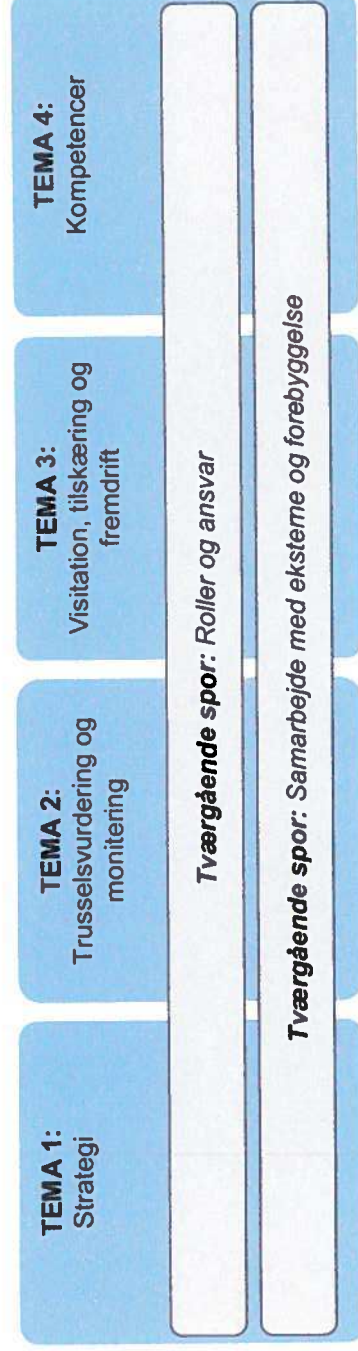 TEMA 1:
Strategi
TEMA 2:
Trusselsvurdering og
monitering
TEMA 3:
Visitation, tilskæring og
fremdrift
TEMA 4:
Kompetencer
Tværgående spor: Roller og ansvar
Tværgående spor: Samarbejde med eksterne og forebyggelse